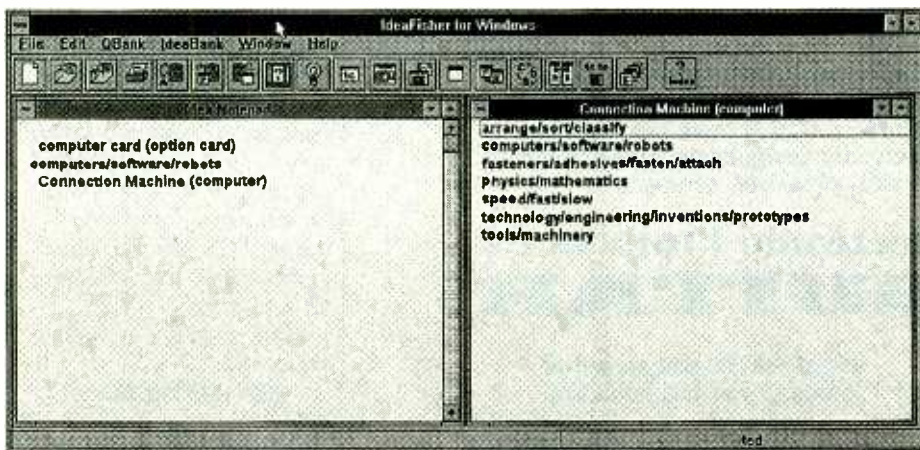 IdeaFisher for Windows
File Edit QBank IdeaBank Window Help
Notepad
computer card (option card)
computers/software/robots
Connection Machine (computer)
Connection Machine (computer)
arrange/sort/classify
computers/software/robots
fasteners/adhesives/fasten/attach
physics/mathematics
speed/fast/slow
technology/engineering/inventions/prototypes
tools/machinery
ted